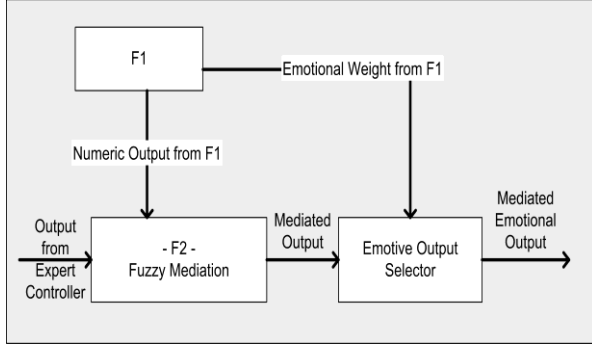 F1
Emotional Weight from F1
Numeric Output from F1
Output
from
Expert
Controller
- F2 -
Fuzzy Mediation
Mediated
Output
Emotive Output
Selector
Mediated
Emotional
Output